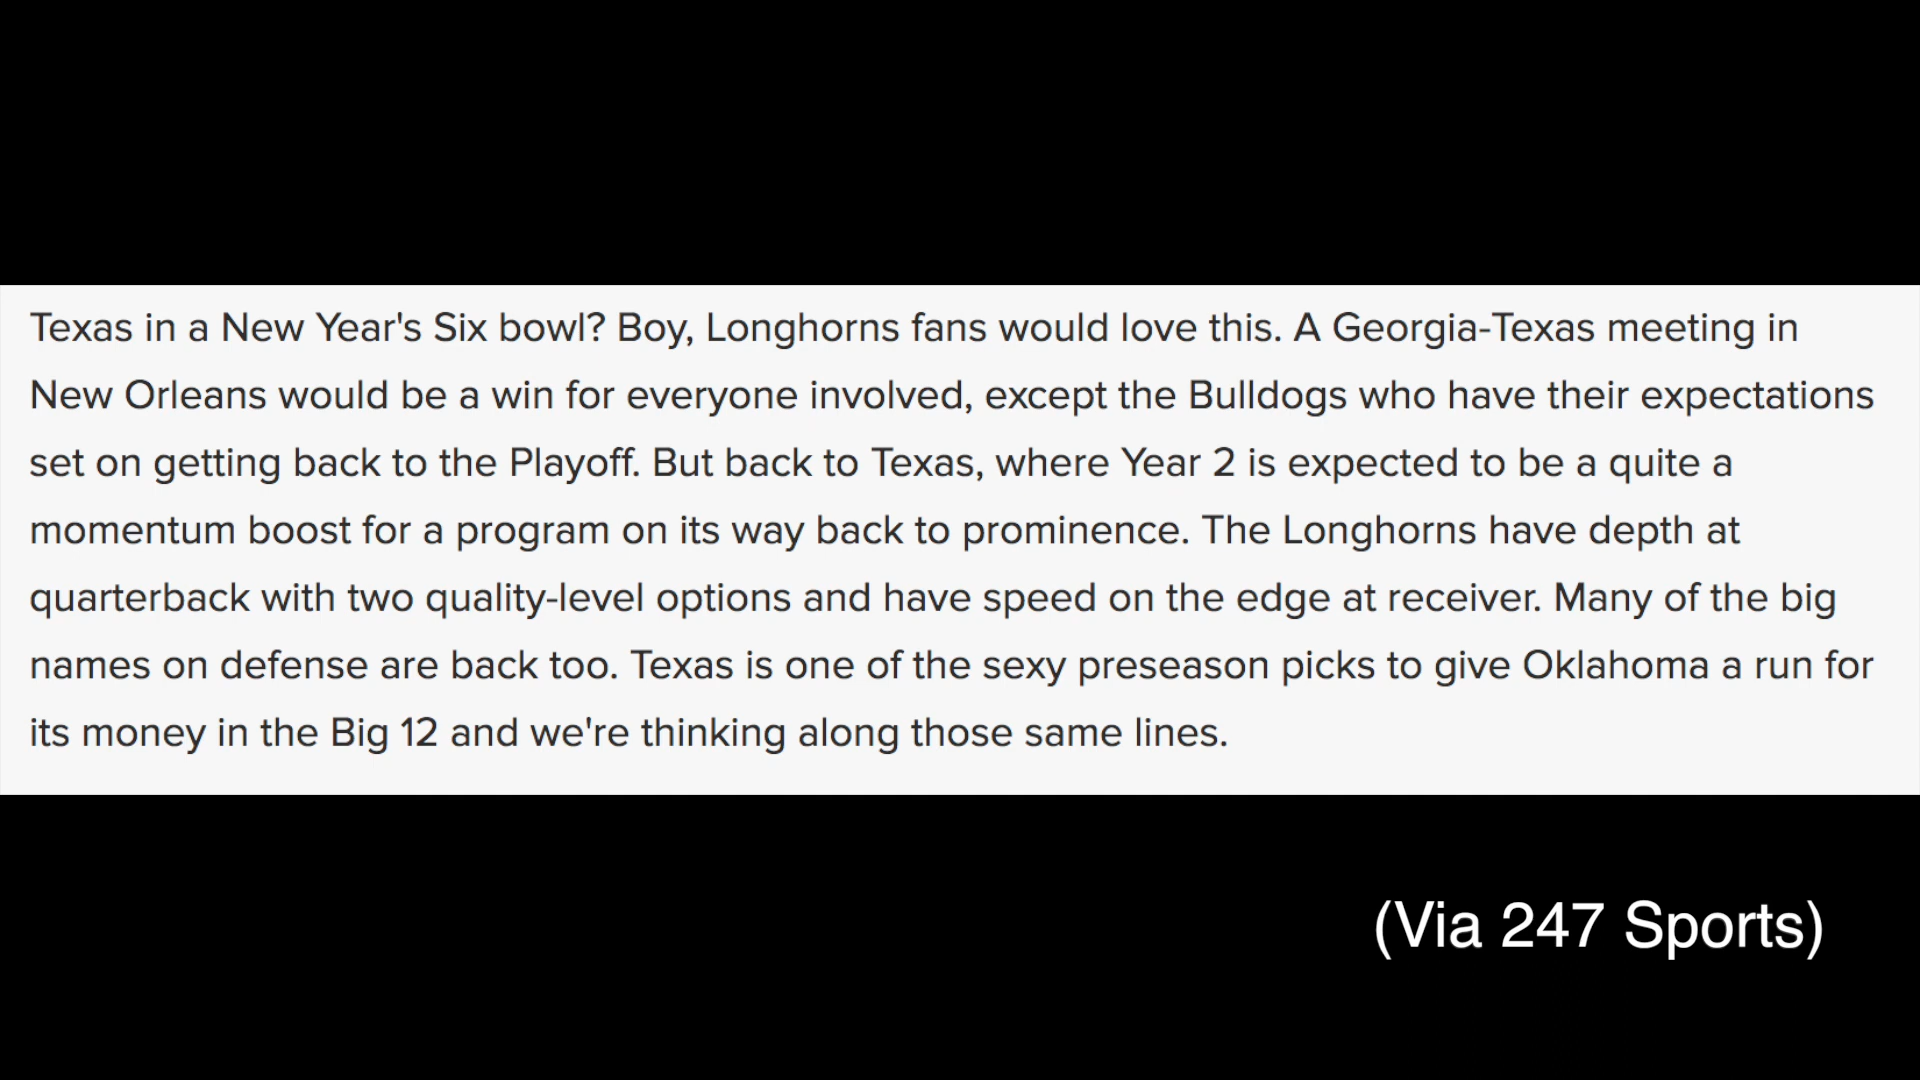 Texas in a New Year's Six bowl? Boy, Longhorns fans would love this. A Georgia-Texas meeting in
New Orleans would be a win for everyone involved, except the Bulldogs who have their expectations
set on getting back to the Playoff. But back to Texas, where Year 2 is expected to be a quite a
momentum boost for a program on its way back to prominence. The Longhorns have depth at
quarterback with two quality-level options and have speed on the edge at receiver. Many of the big
names on defense are back too. Texas is one of the sexy preseason picks to give Oklahoma a run for
its money in the Big 12 and we're thinking along those same lines.
(Via 247 Sports)